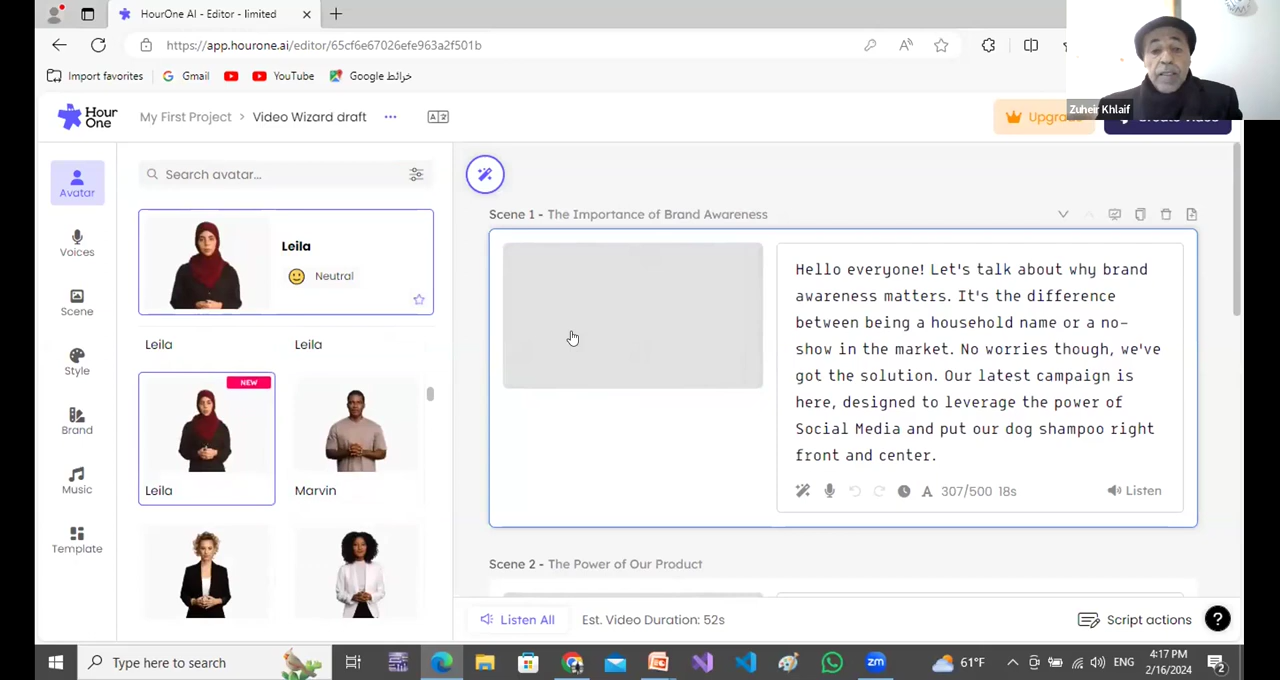 HourOne AI - Editor - limited
https://app.hourone.ai/editor/65cf6e67026efe963a2f501b
Import favorites
Gmail
YouTube
خرائط Google
Zuheir Khlaif
Hour
One
My First Project > Video Wizard draft
Upgrade
Create video
Avatar
Voices
Scene
Style
Brand
Music
Template
Search avatar...
Leila
Neutral
Leila
Leila
NEW
Leila
Marvin
Scene 1 - The Importance of Brand Awareness
Hello everyone! Let's talk about why brand
awareness matters. It's the difference
between being a household name or a no-
show in the market. No worries though, we've
got the solution. Our latest campaign is
here, designed to leverage the power of
Social Media and put our dog shampoo right
front and center.
A 307/500 18s
Listen
Scene 2 - The Power of Our Product
Listen All
Est. Video Duration: 52s
Script actions
?
Type here to search
zm
61°F
ENG
4:17 PM
2/16/2024
2